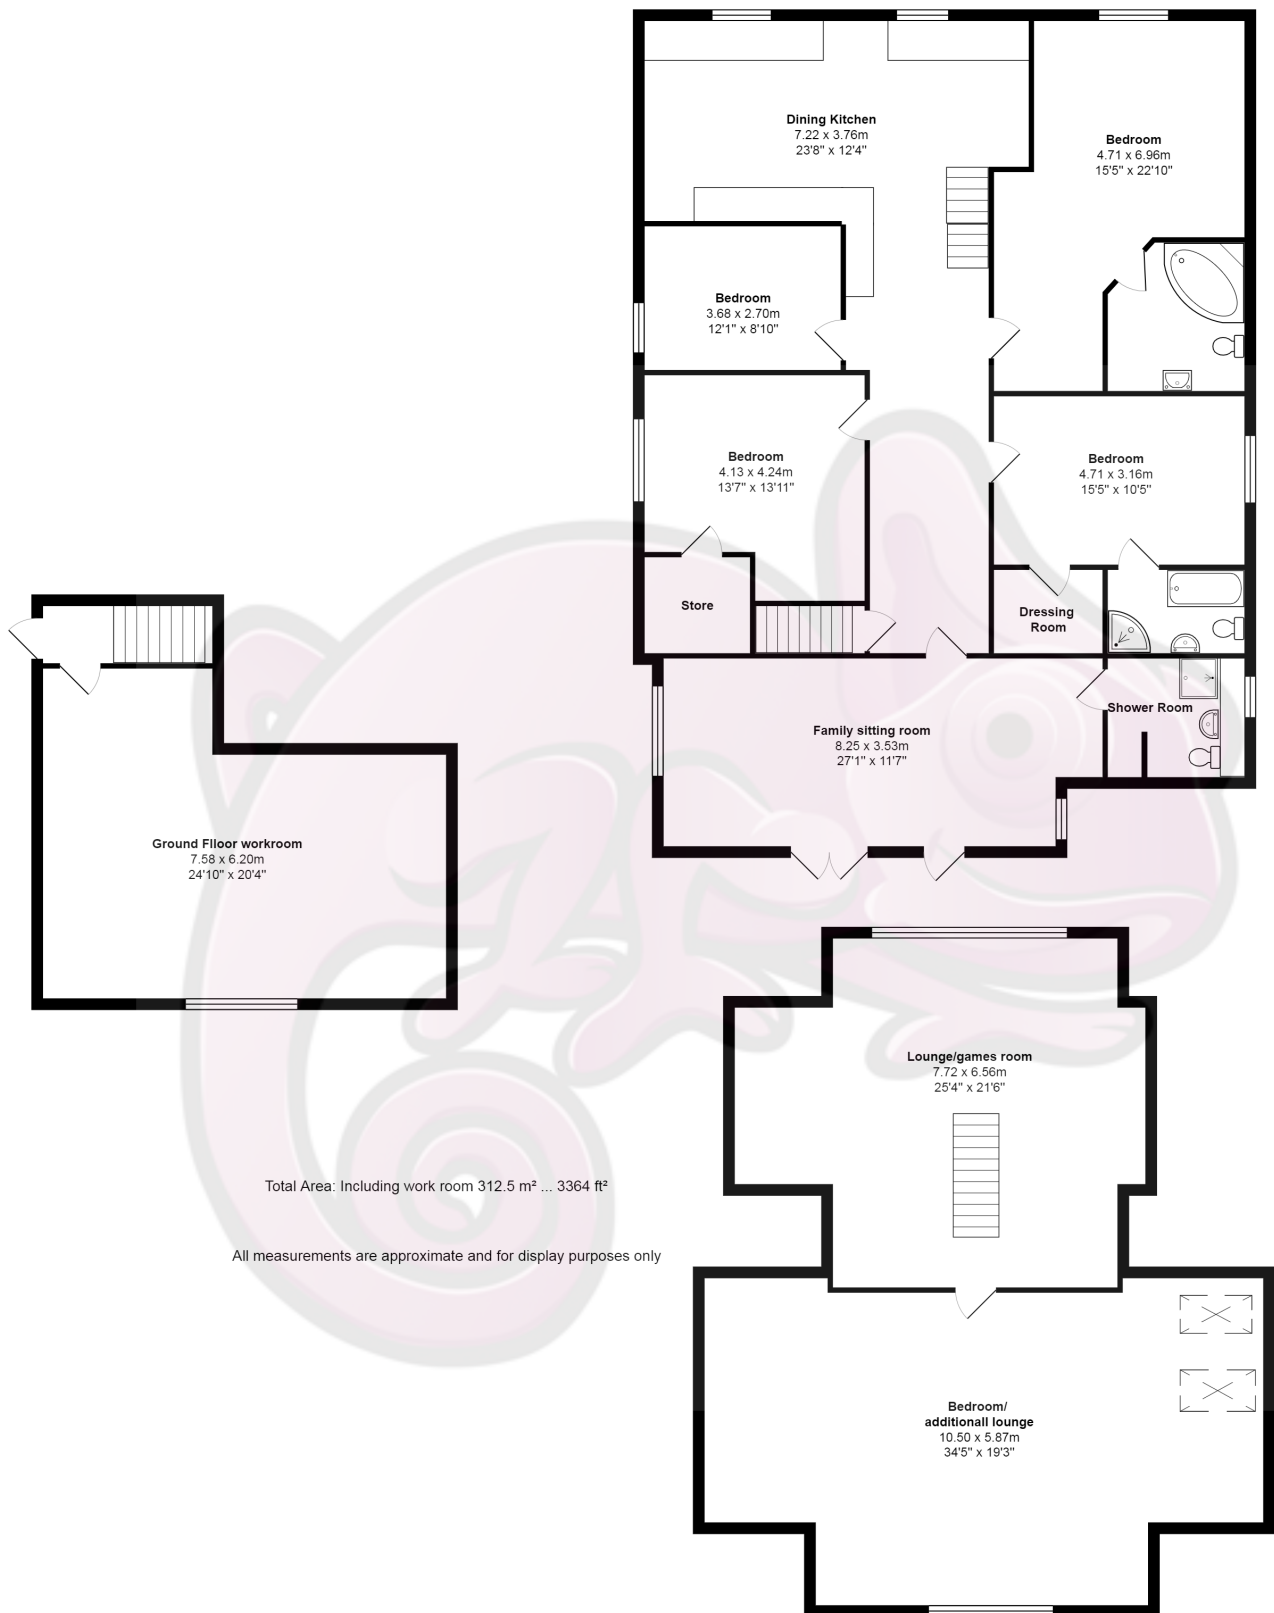 Dining Kitchen
7.22 x 3.76m
23'8" x 12'4"
Bedroom
4.71 x 6.96m
15'5" x 22'10"
Bedroom
3.68 x 2.70m
12'1" x 8'10"
Bedroom
4.13 x 4.24m
13'7" x 13'11"
Bedroom
4.71 x 3.16m
15'5" x 10'5"
Store
Dressing
Room
Shower Room
Family sitting room
8.25 x 3.53m
27'1" x 11'7"
Ground Flloor workroom
7.58 x 6.20m
24'10" x 20'4"
Lounge/games room
7.72 x 6.56m
25'4" x 21'6"
Total Area: Including work room 312.5 m² ... 3364 ft²
All measurements are approximate and for display purposes only
Bedroom/
additionall lounge
10.50 x 5.87m
34'5" x 19'3"